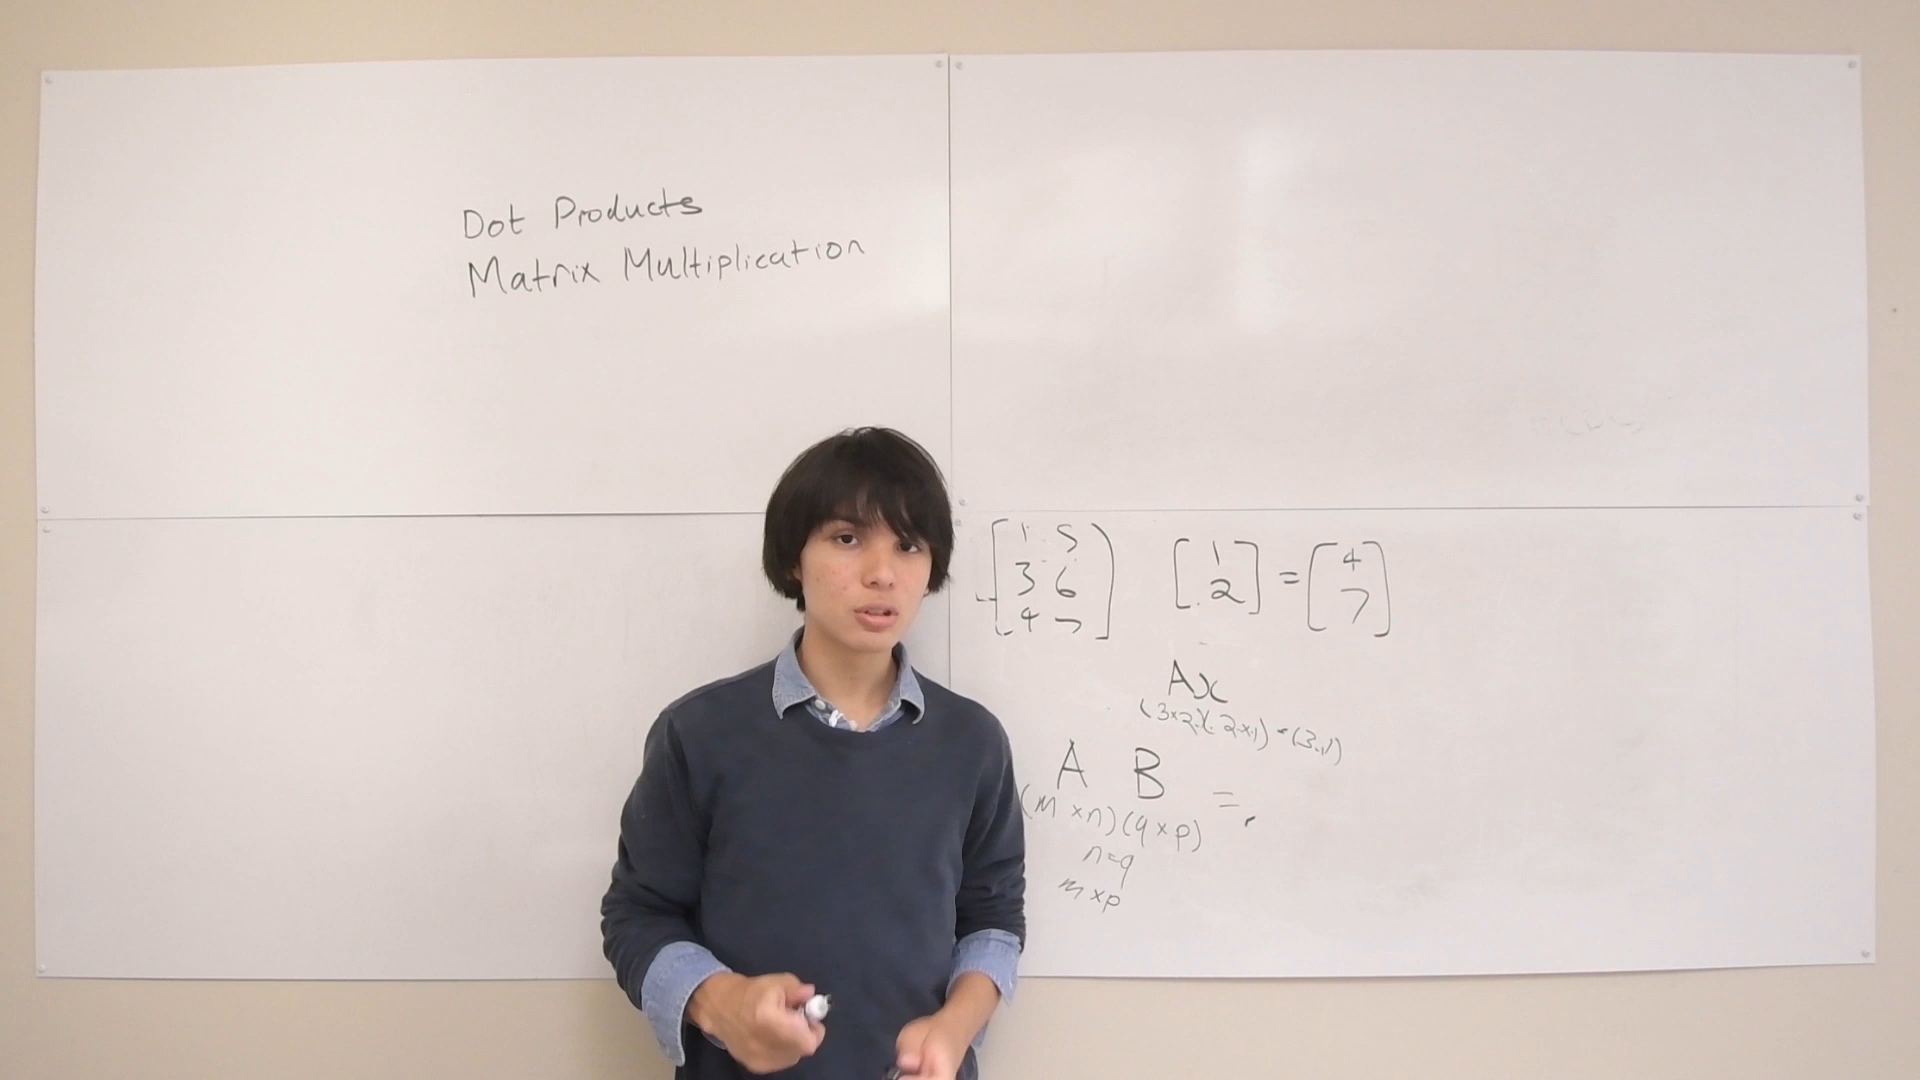 Dot Products
Matrix Multiplication
[1 5] [1] = [4]
[3 6] [2] [7]
[4 7]
Ax
(3×2)(2×1) = (3,1)
A B =
(m×n)(q×p)
n=q
m×p